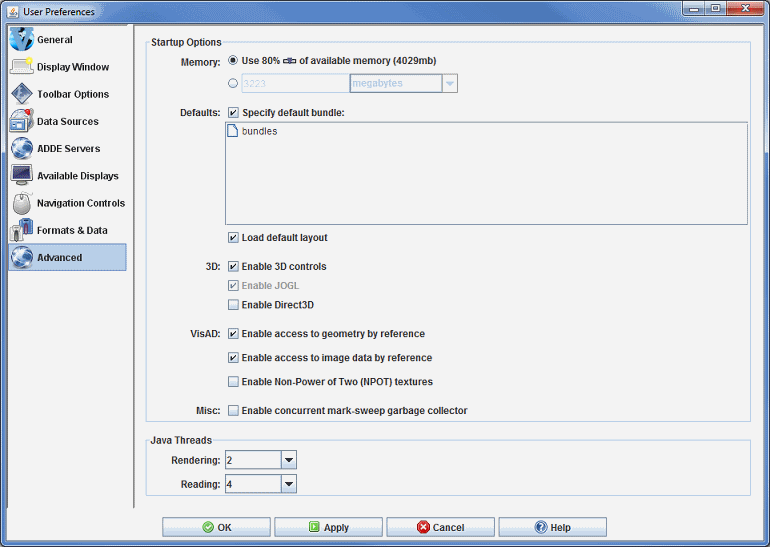 User Preferences
General
Display Window
Toolbar Options
Data Sources
ADDE Servers
Available Displays
Navigation Controls
Formats & Data
Advanced
Startup Options
Memory: Use 80% of available memory (4029mb)
3223 megabytes
Defaults: Specify default bundle:
bundles
Load default layout
3D: Enable 3D controls
Enable JOGL
Enable Direct3D
VisAD: Enable access to geometry by reference
Enable access to image data by reference
Enable Non-Power of Two (NPOT) textures
Misc: Enable concurrent mark-sweep garbage collector
Java Threads
Rendering: 2
Reading: 4
OK Apply Cancel Help